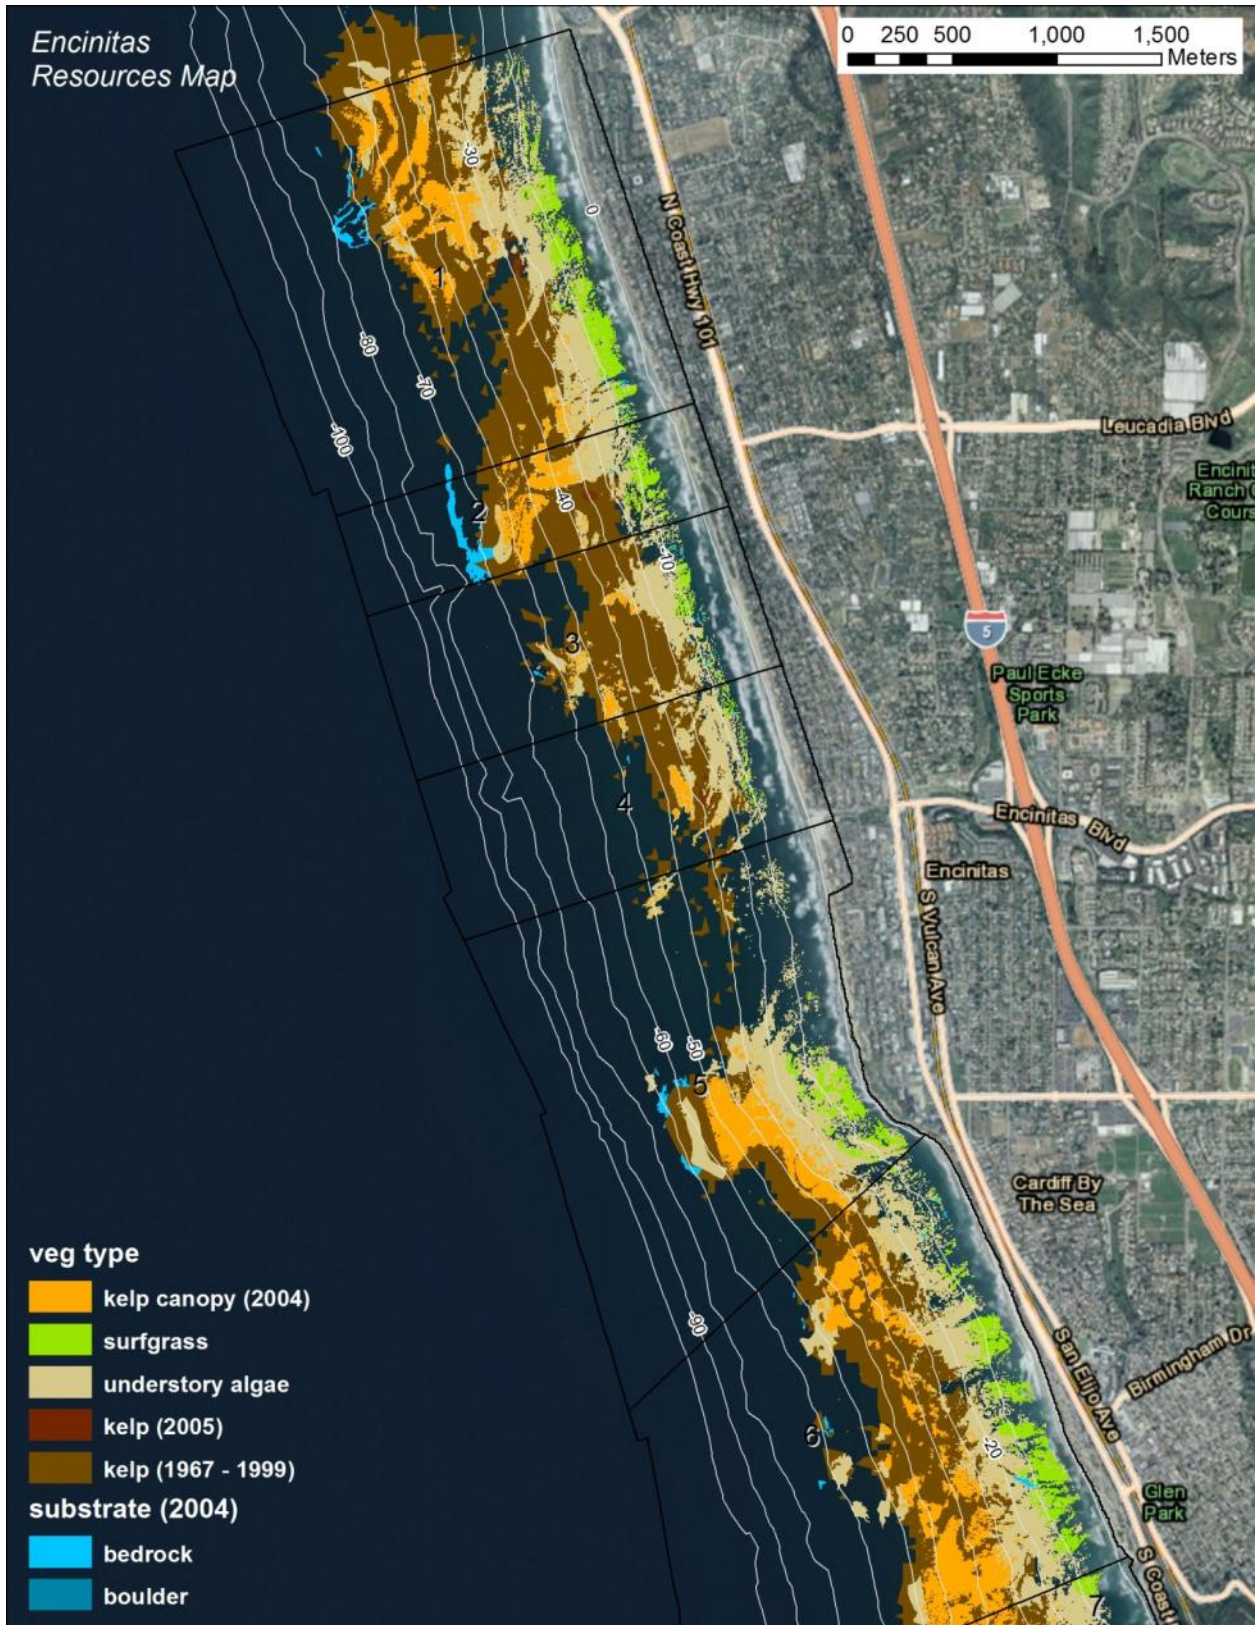 Encinitas
Resources Map
0 250 500 1,000 1,500
Meters
-30
0
N Coast Hwy 101
1
-80
-70
-100
Leucadia Blvd
2
-40
-10
3
5
Paul Ecke
Sports
Park
4
Encinitas Blvd
Encinitas
S Vulcan Ave
-60
-50
5
Cardiff By
The Sea
-90
San Elijo Ave
Birmingham Dr
6
-20
Glen
Park
7
veg type
kelp canopy (2004)
surfgrass
understory algae
kelp (2005)
kelp (1967 - 1999)
substrate (2004)
bedrock
boulder